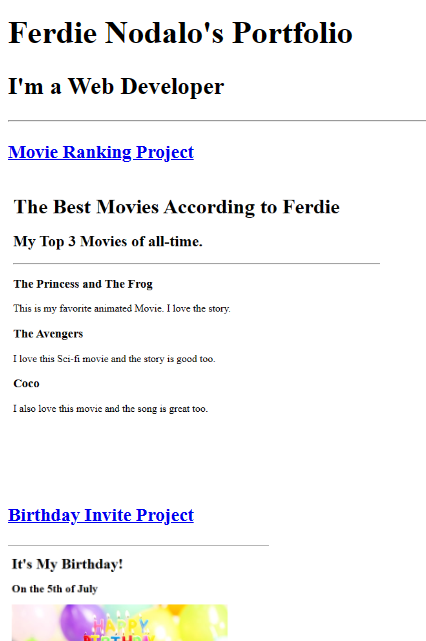 Ferdie Nodalo's Portfolio
I'm a Web Developer
Movie Ranking Project
The Best Movies According to Ferdie
My Top 3 Movies of all-time.
The Princess and The Frog
This is my favorite animated Movie. I love the story.
The Avengers
I love this Sci-fi movie and the story is good too.
Coco
I also love this movie and the song is great too.
Birthday Invite Project
It's My Birthday!
On the 5th of July
HAPPY
BIRTHDAY